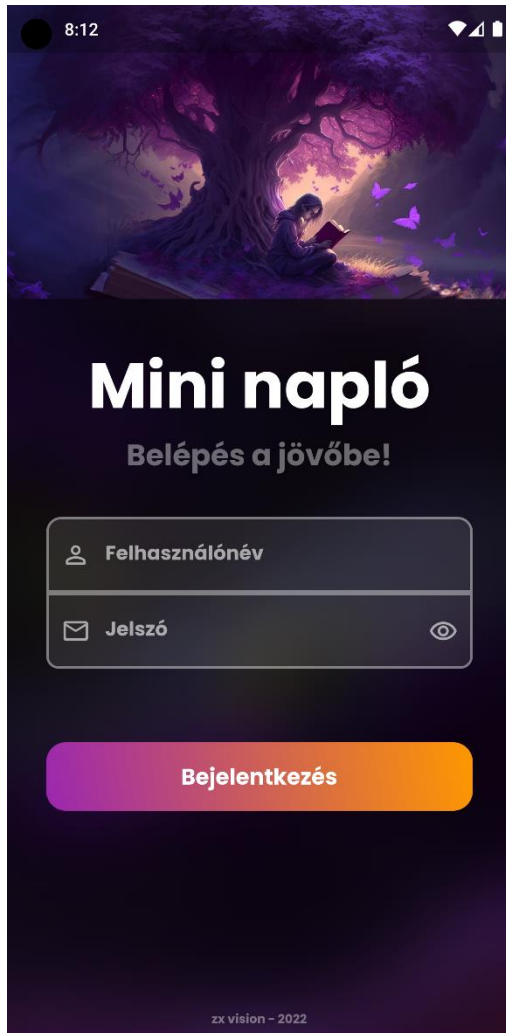 8:12
Mini napló
Belépés a jövőbe!
Felhasználónév
Jelszó
Bejelentkezés
zx vision - 2022